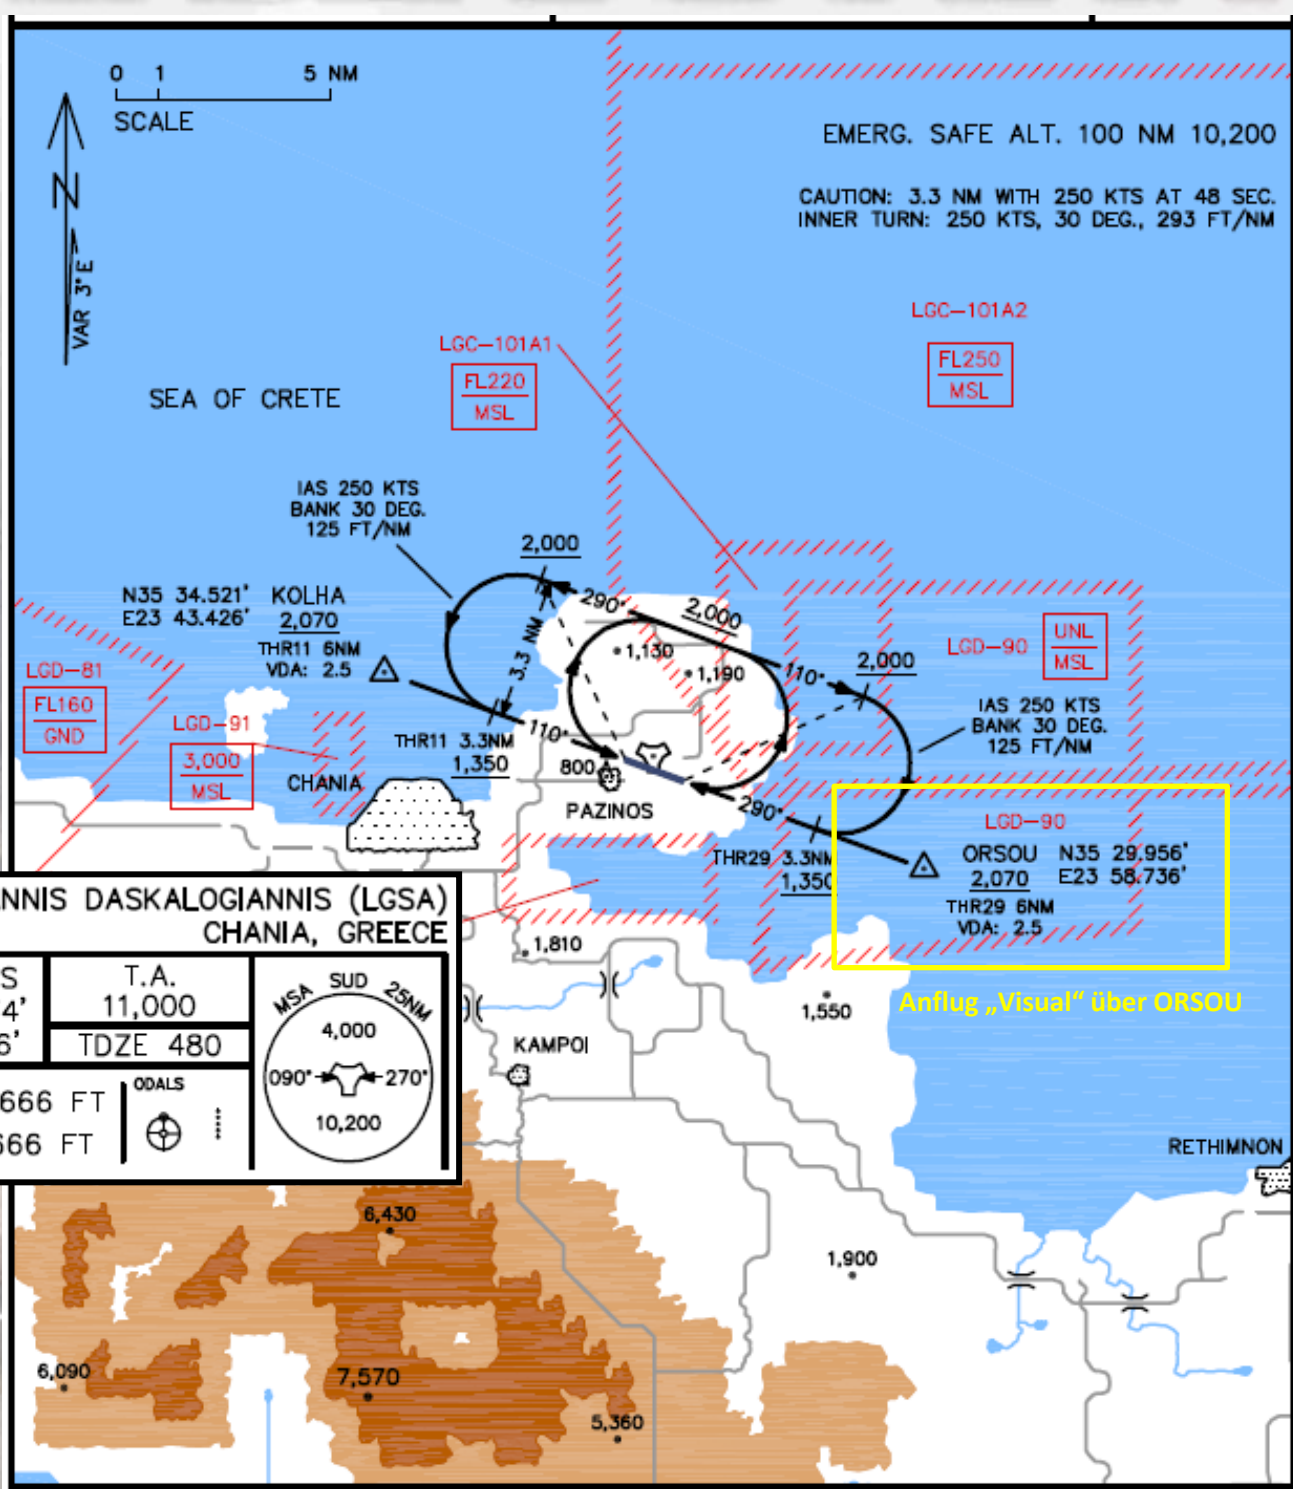 0 1 5 NM
SCALE
N
VAR 3°E
EMERG. SAFE ALT. 100 NM 10,200
CAUTION: 3.3 NM WITH 250 KTS AT 48 SEC.
INNER TURN: 250 KTS, 30 DEG., 293 FT/NM
LGC-101A2
FL250
MSL
LGC-101A1
FL220
MSL
SEA OF CRETE
IAS 250 KTS
BANK 30 DEG.
125 FT/NM
2,000
N35 34.521' KOLHA
E23 43.426' 2,070
THR11 6NM
VDA: 2.5
290°
2,000
3.3 NM
1,130
1,190
110°
2,000
LGD-90
UNL
MSL
IAS 250 KTS
BANK 30 DEG.
125 FT/NM
LGD-81
FL160
GND
LGD-91
3,000
MSL
CHANIA
110°
THR11 3.3NM
1,350
800
PAZINOS
290°
THR29 3.3NM
1,350
LGD-90
ORSOU N35 29.956'
2,070 E23 58.736'
THR29 6NM
VDA: 2.5
Anflug „Visual“ über ORSOU
NNIS DASKALOGIANNIS (LGSA)
CHANIA, GREECE
S
4'
6'
T.A.
11,000
TDZE 480
666 FT
666 FT
ODALS
MSA SUD 25NM
4,000
090° 270°
10,200
1,810
1,550
KAMPOI
RETHIMNON
6,430
1,900
6,090
7,570
5,360